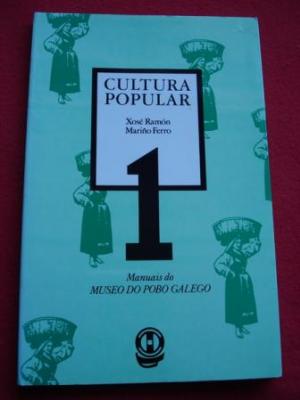 CULTURA
POPULAR
Xosé Ramón
Mariño Ferro
1
Manuais do
MUSEO DO POBO GALEGO